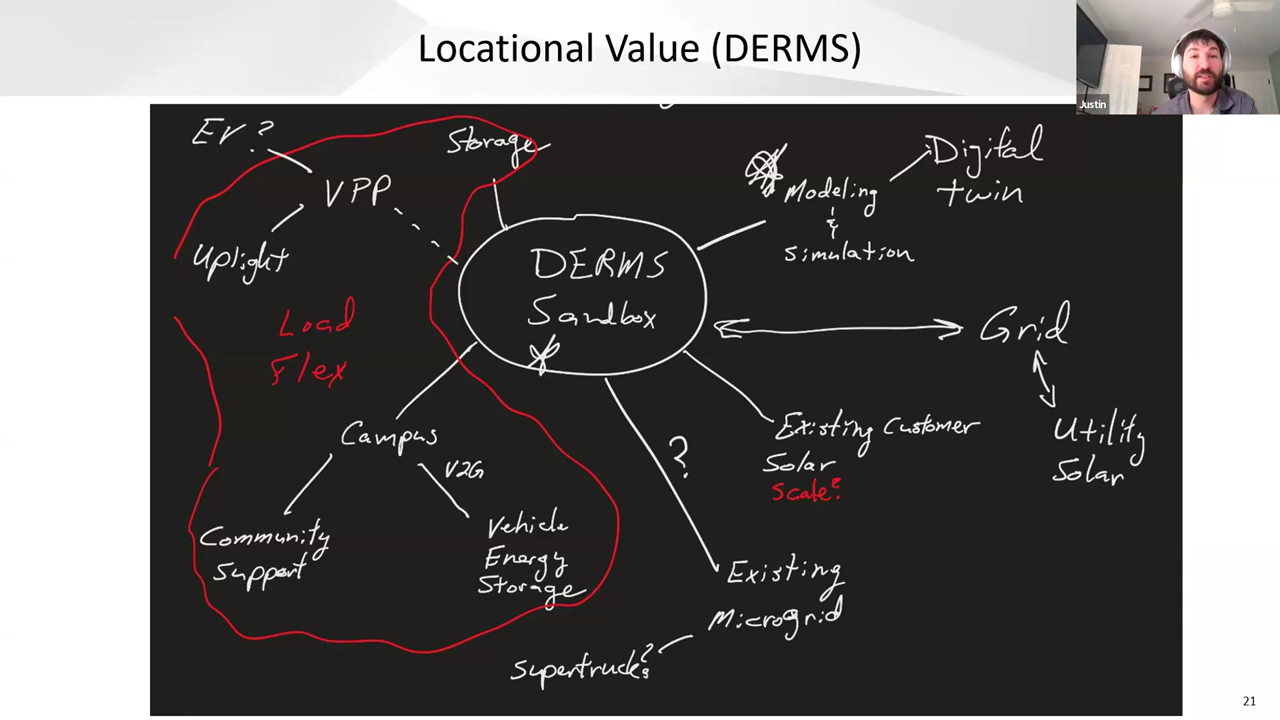 Locational Value (DERMS)
Justin
EV?
VPP
Uplight
Storage
DERMS
Sandbox
Modeling
&
Simulation
Digital
twin
Grid
Utility
Solar
Load
Flex
Campus
V2G
Community
Support
Vehicle
Energy
Storage
Existing Customer
Solar
Scale?
?
Existing
Microgrid
Supertruck?
21